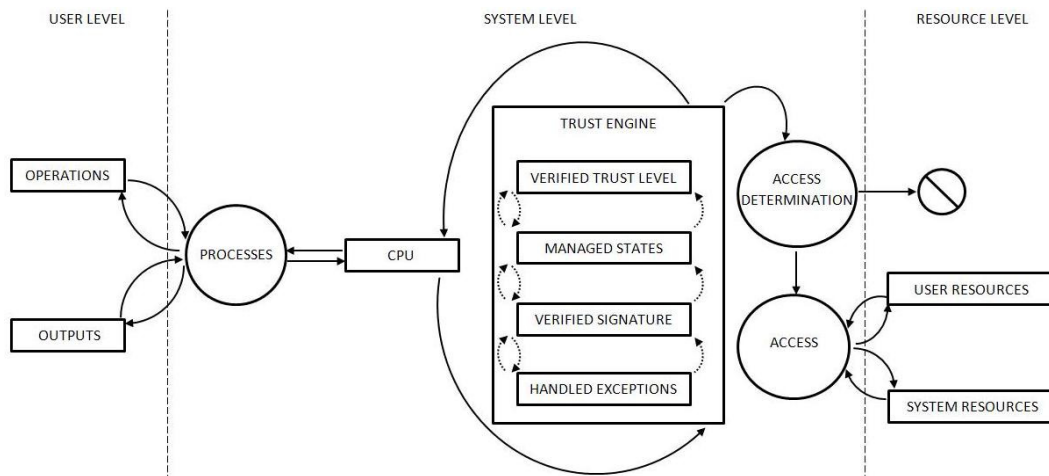 USER LEVEL
SYSTEM LEVEL
RESOURCE LEVEL
TRUST ENGINE
OPERATIONS
VERIFIED TRUST LEVEL
ACCESS
DETERMINATION
PROCESSES
CPU
MANAGED STATES
USER RESOURCES
OUTPUTS
VERIFIED SIGNATURE
ACCESS
HANDLED EXCEPTIONS
SYSTEM RESOURCES